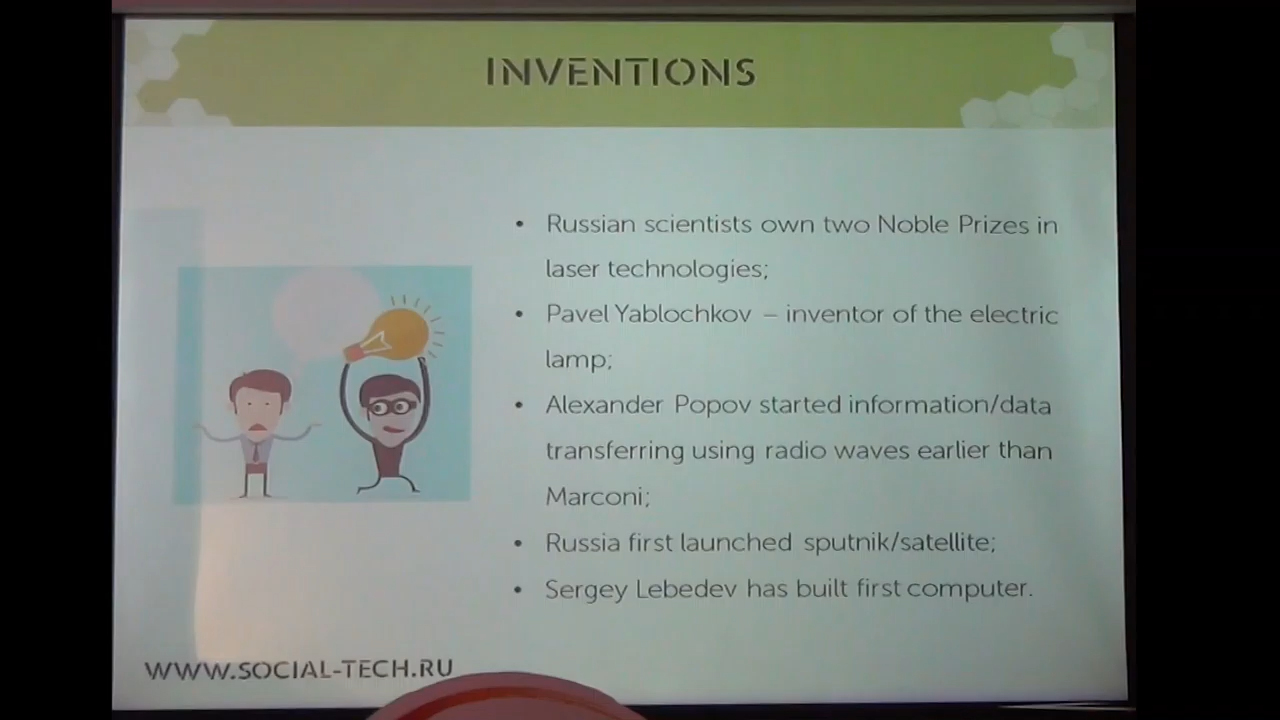 INVENTIONS
• Russian scientists own two Noble Prizes in
laser technologies;
• Pavel Yablochkov – inventor of the electric
lamp;
• Alexander Popov started information/data
transferring using radio waves earlier than
Marconi;
• Russia first launched sputnik/satellite;
• Sergey Lebedev has built first computer.
WWW.SOCIAL-TECH.RU